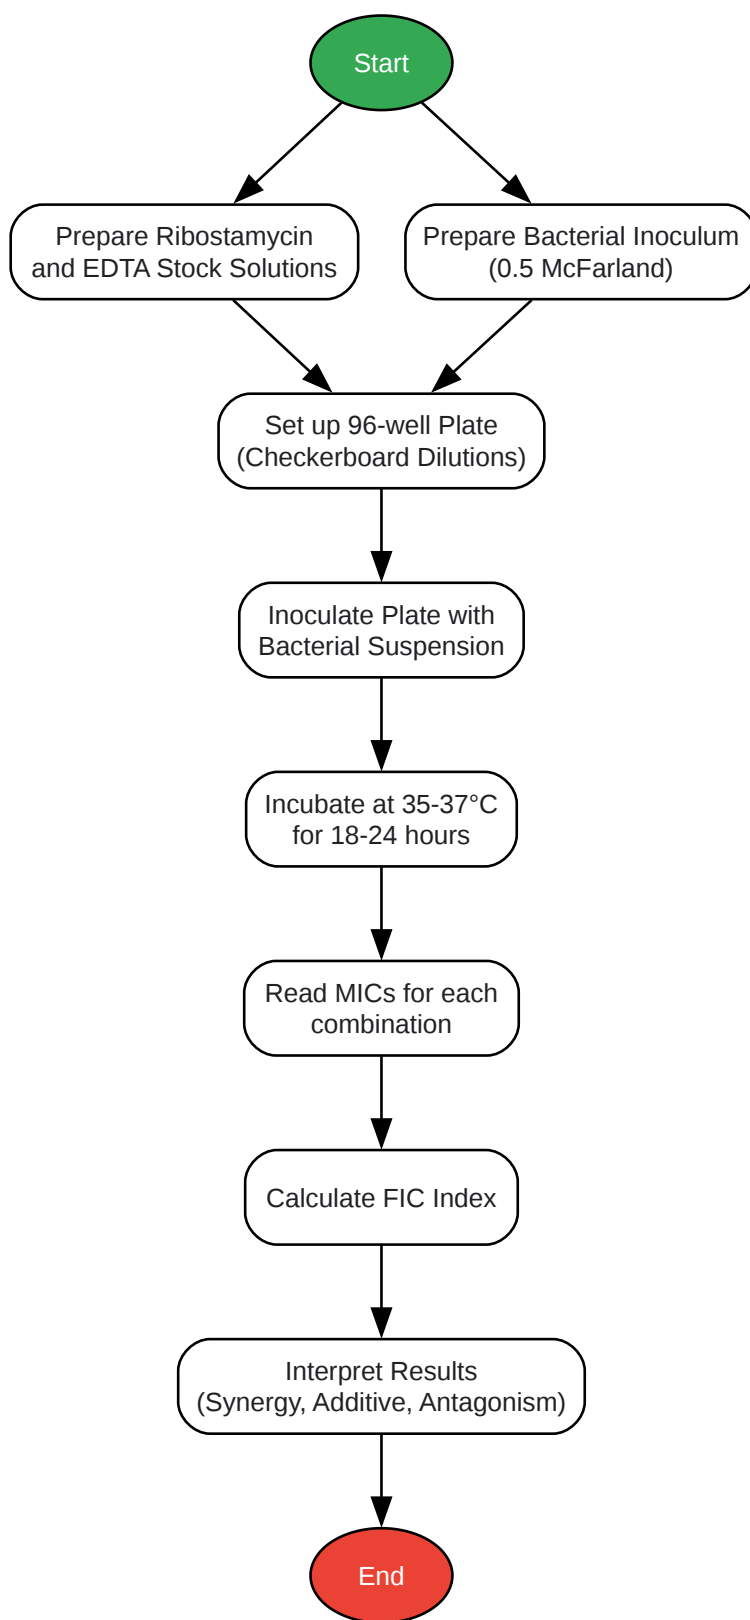 Start
Prepare Ribostamycin
and EDTA Stock Solutions
Prepare Bacterial Inoculum
(0.5 McFarland)
Set up 96-well Plate
(Checkerboard Dilutions)
Inoculate Plate with
Bacterial Suspension
Incubate at 35-37°C
for 18-24 hours
Read MICs for each
combination
Calculate FIC Index
Interpret Results
(Synergy, Additive, Antagonism)
End